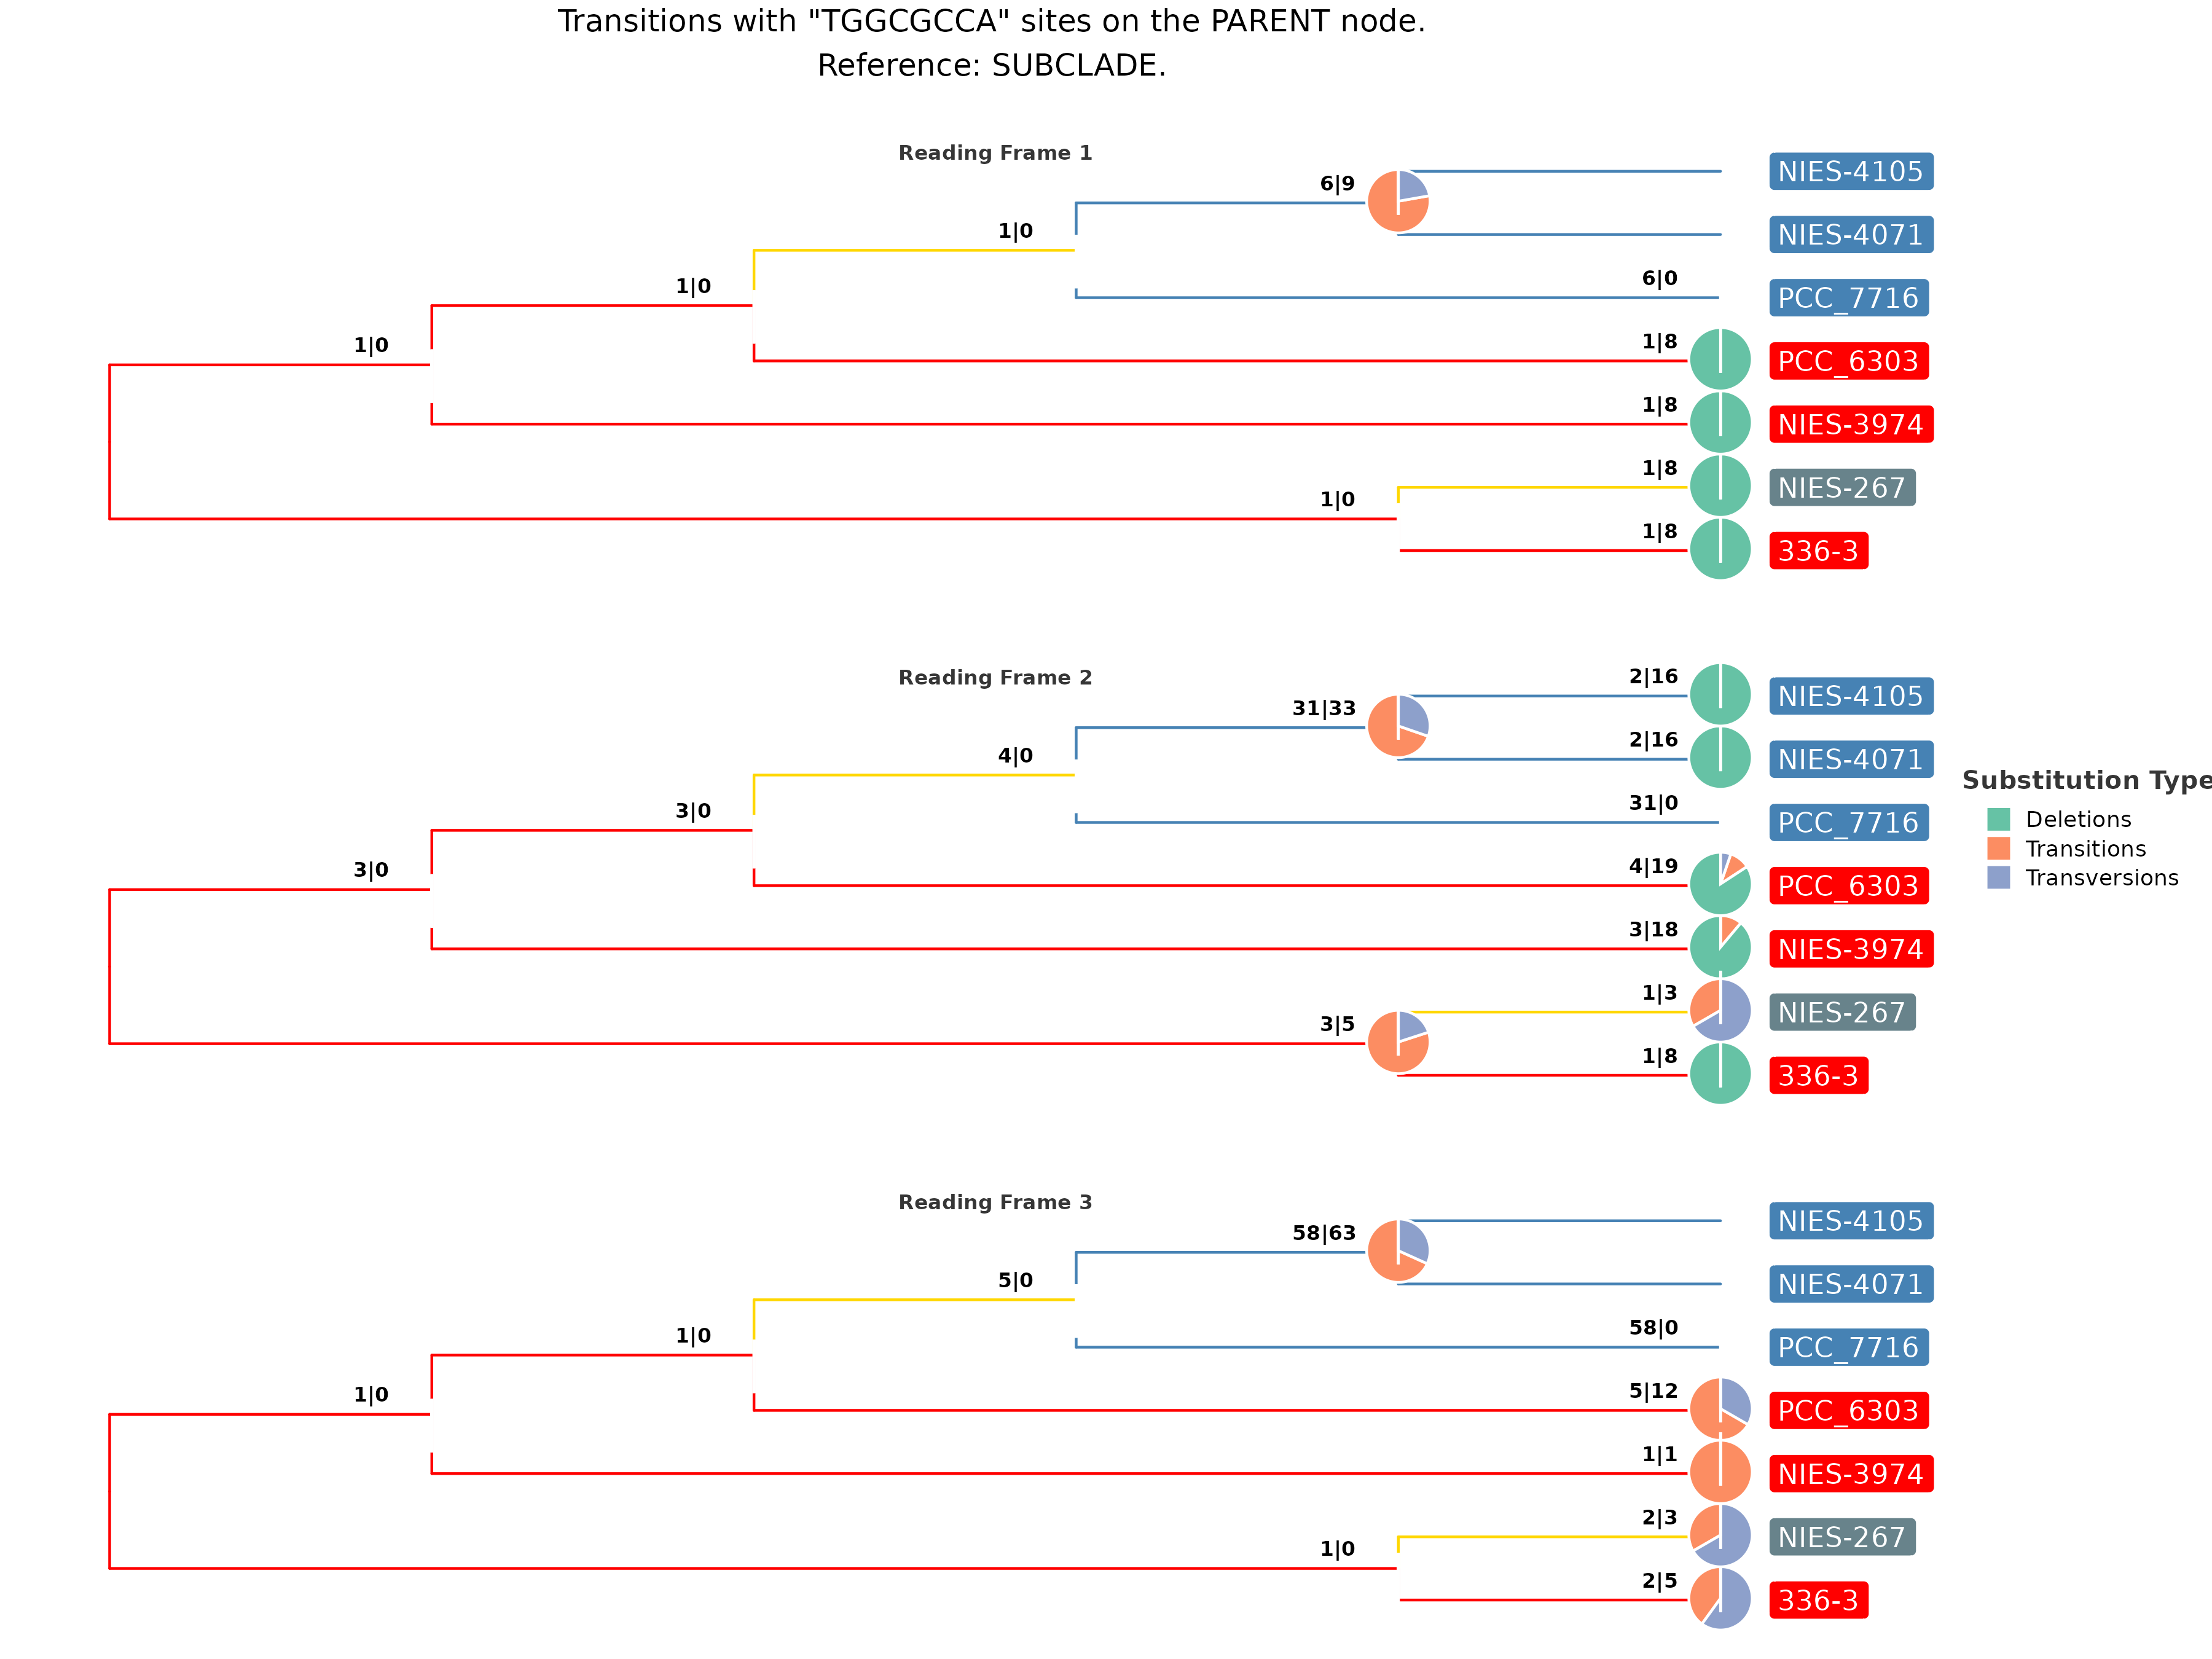 Transitions with "TGGCGCCA" sites on the PARENT node.
Reference: SUBCLADE.
Reading Frame 1
6|9
NIES-4105
1|0
NIES-4071
1|0
6|0
PCC_7716
1|0
1|8
PCC_6303
1|8
NIES-3974
1|0
1|8
NIES-267
1|8
336-3
Reading Frame 2
31|33
2|16
NIES-4105
4|0
2|16
NIES-4071
3|0
31|0
PCC_7716
3|0
4|19
PCC_6303
3|18
NIES-3974
3|5
1|3
NIES-267
1|8
336-3
Substitution Type
Deletions
Transitions
Transversions
Reading Frame 3
58|63
NIES-4105
5|0
NIES-4071
1|0
58|0
PCC_7716
1|0
5|12
PCC_6303
1|1
NIES-3974
1|0
2|3
NIES-267
2|5
336-3